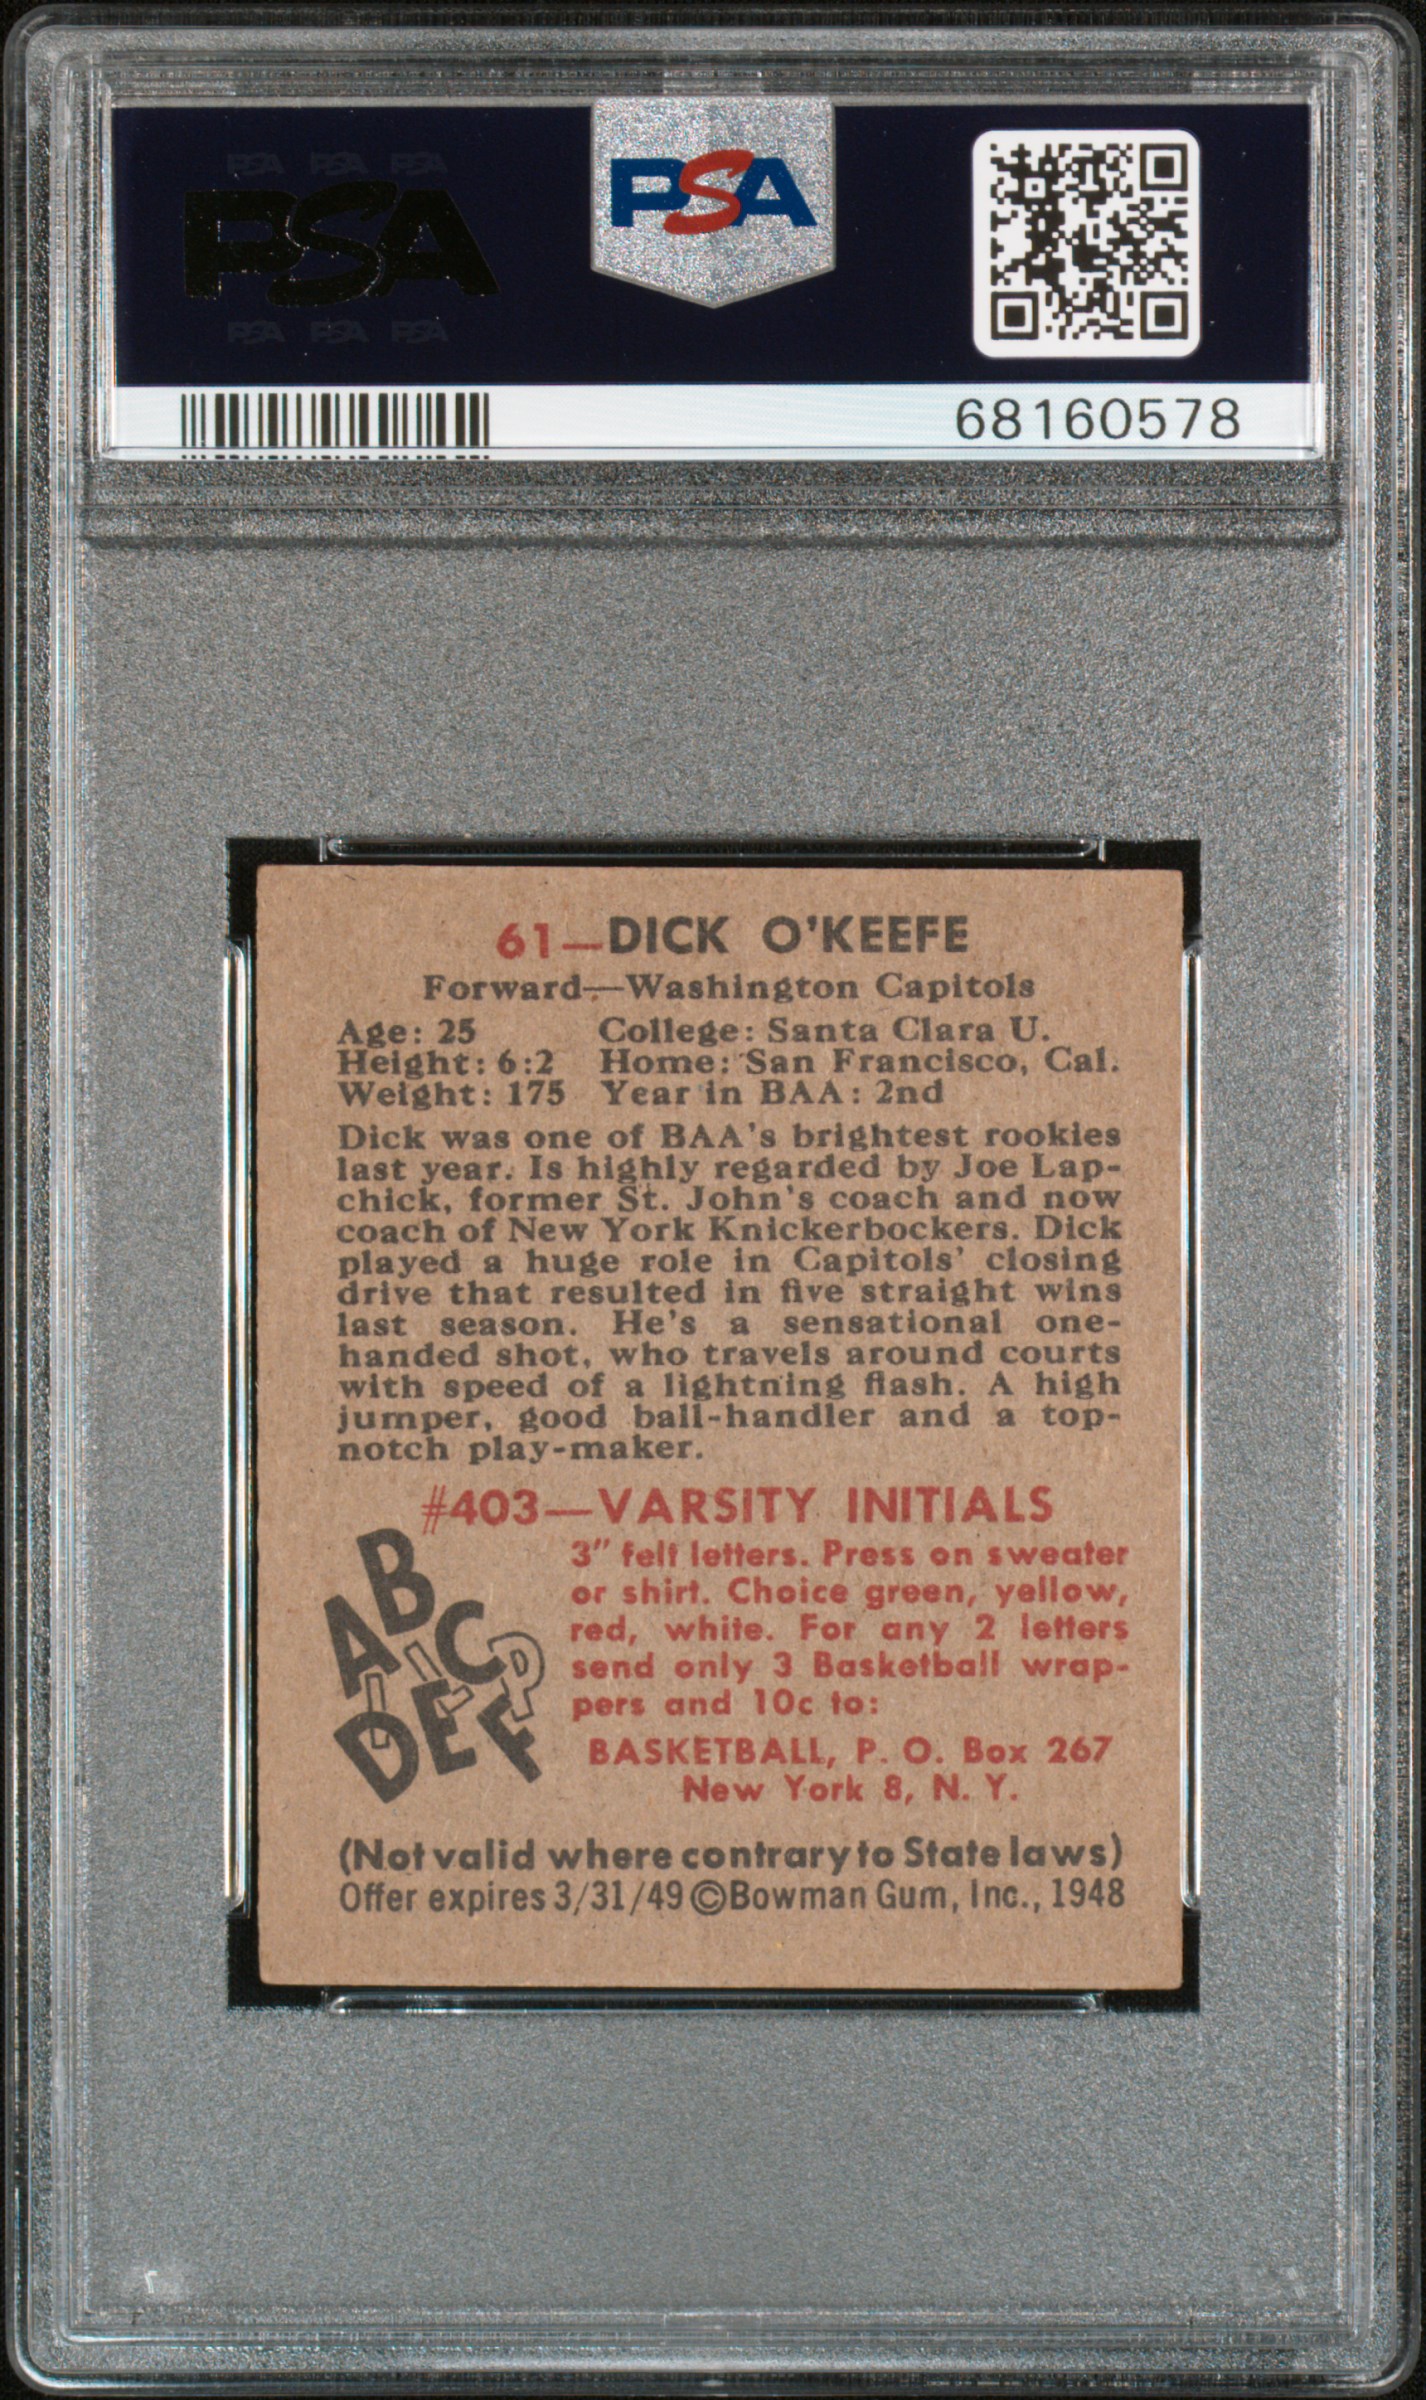 PSA PSA PSA
PSA
PSA PSA PSA
PSA
68160578
61—DICK O'KEEFE
Forward—Washington Capitols
Age: 25 College: Santa Clara U.
Height: 6:2 Home: San Francisco, Cal.
Weight: 175 Year in BAA: 2nd
Dick was one of BAA's brightest rookies
last year. Is highly regarded by Joe Lap-
chick, former St. John's coach and now
coach of New York Knickerbockers. Dick
played a huge role in Capitols' closing
drive that resulted in five straight wins
last season. He's a sensational one-
handed shot, who travels around courts
with speed of a lightning flash. A high
jumper, good ball-handler and a top-
notch play-maker.
#403—VARSITY INITIALS
3" felt letters. Press on sweater
or shirt. Choice green, yellow,
red, white. For any 2 letters
send only 3 Basketball wrap-
pers and 10c to:
BASKETBALL, P. O. Box 267
New York 8, N. Y.
A B C P
D E F
(Not valid where contrary to State laws)
Offer expires 3/31/49 ©Bowman Gum, Inc., 1948